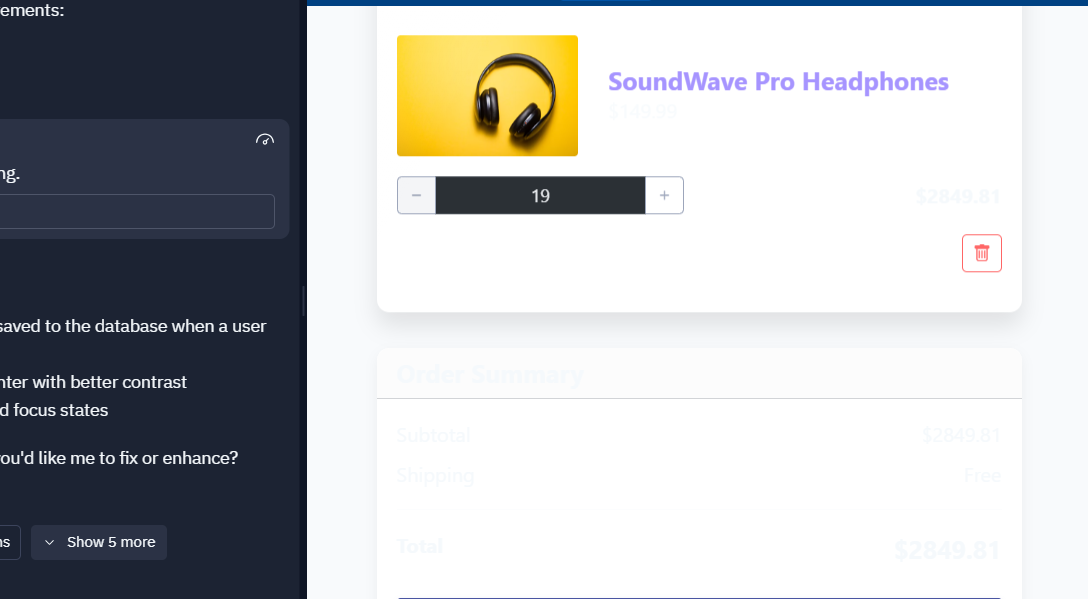 ements:
ng.
saved to the database when a user
nter with better contrast
d focus states
ou'd like me to fix or enhance?
ns
Show 5 more
SoundWave Pro Headphones
$149.99
− 19 +
$2849.81
Order Summary
Subtotal $2849.81
Shipping Free
Total $2849.81